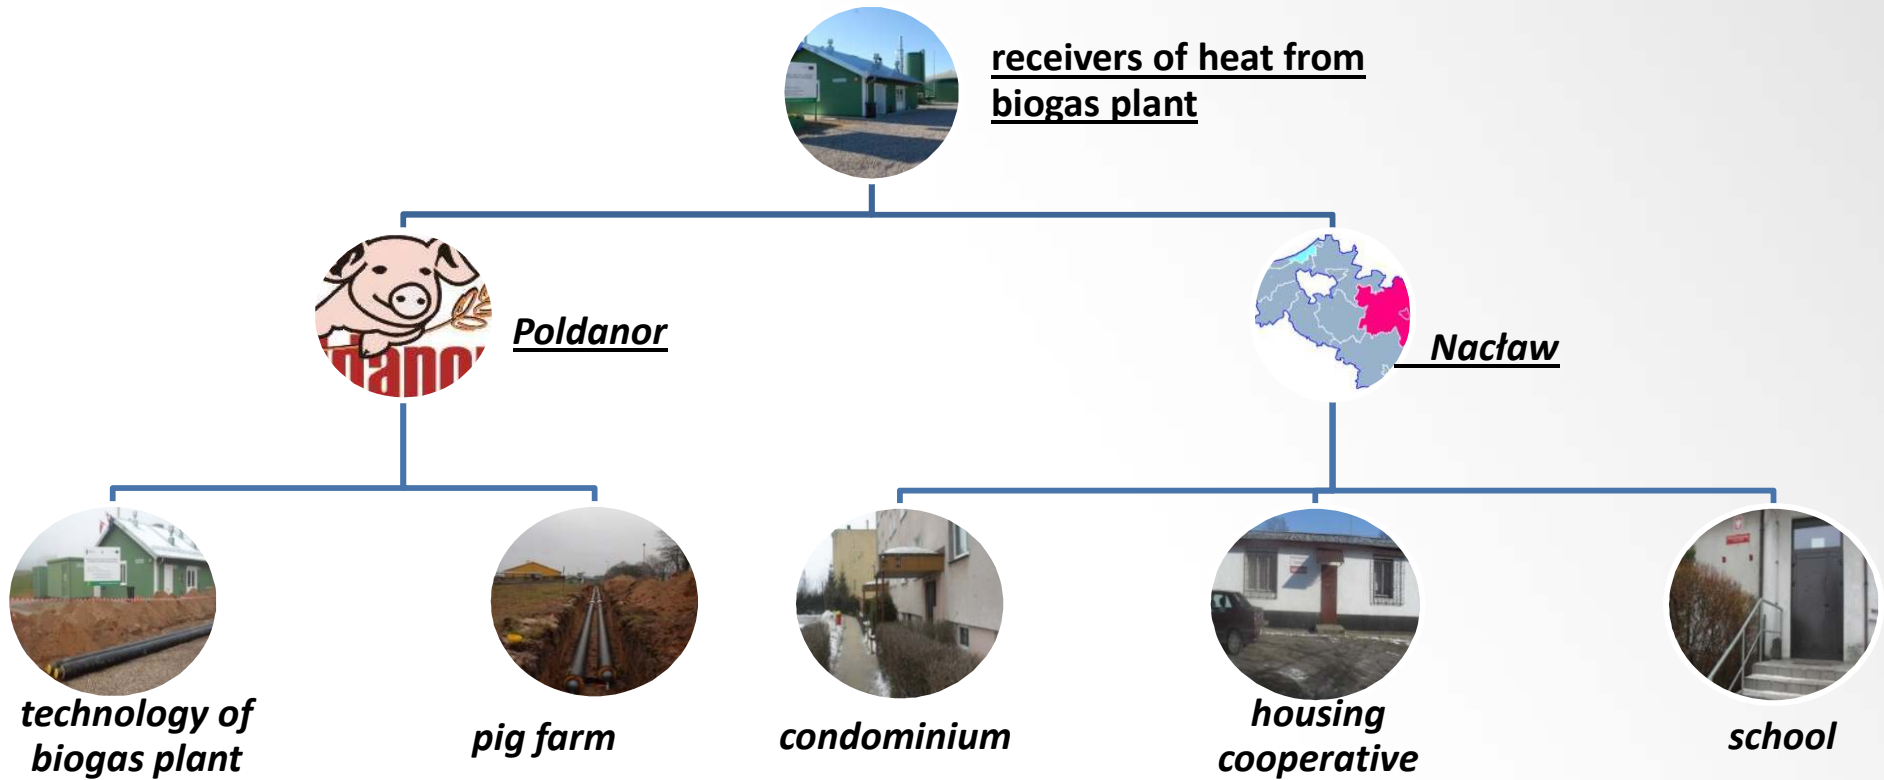 receivers of heat from
biogas plant
Poldanor
Nacław
technology of
biogas plant
pig farm
condominium
housing
cooperative
school